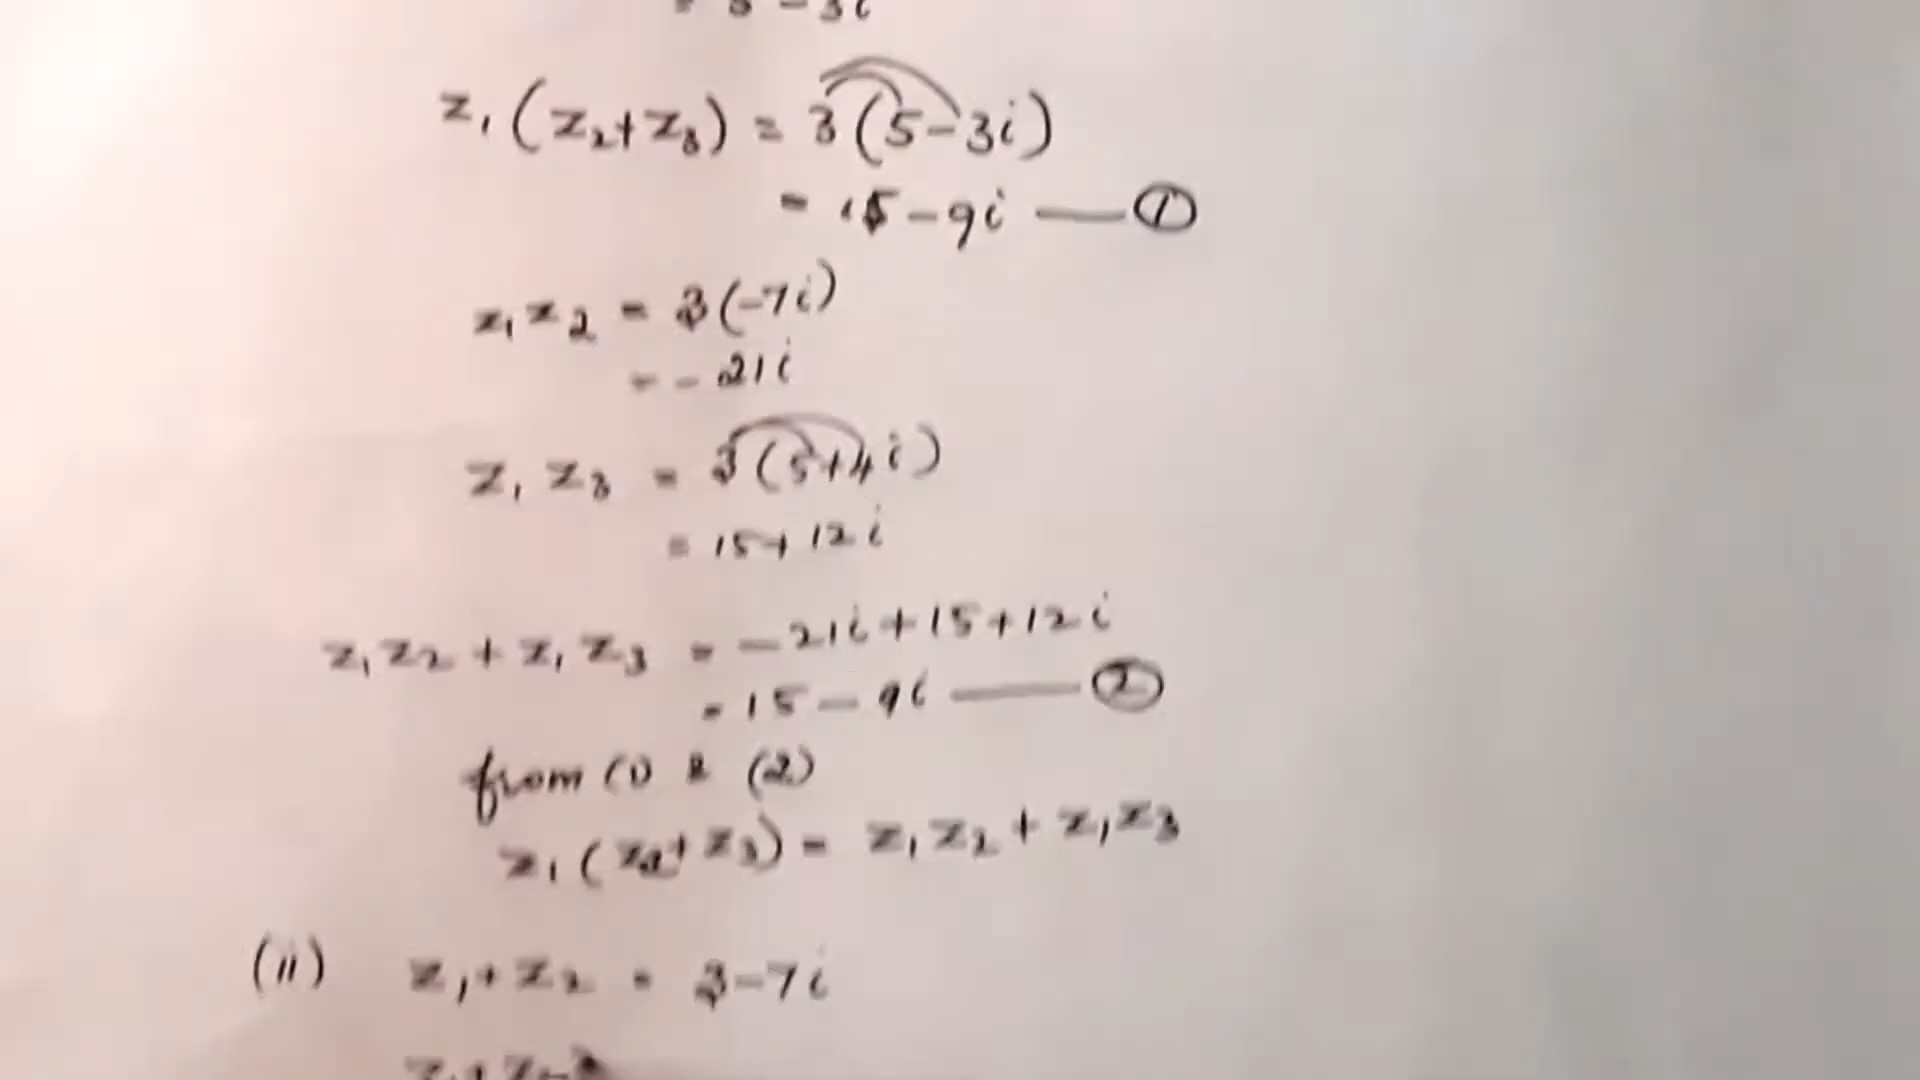 = 5 - 3i
z₁(z₂+z₃) = 3(5-3i)
= 15-9i —— ①
z₁z₂ = 3(-7i)
= -21i
z₁ z₃ = 3(5+4i)
= 15+12i
z₁z₂ + z₁z₃ = -21i+15+12i
= 15-9i —— ②
from (1) & (2)
z₁(z₂+z₃) = z₁z₂ + z₁z₃
(ii) z₁+z₂ = 3-7i